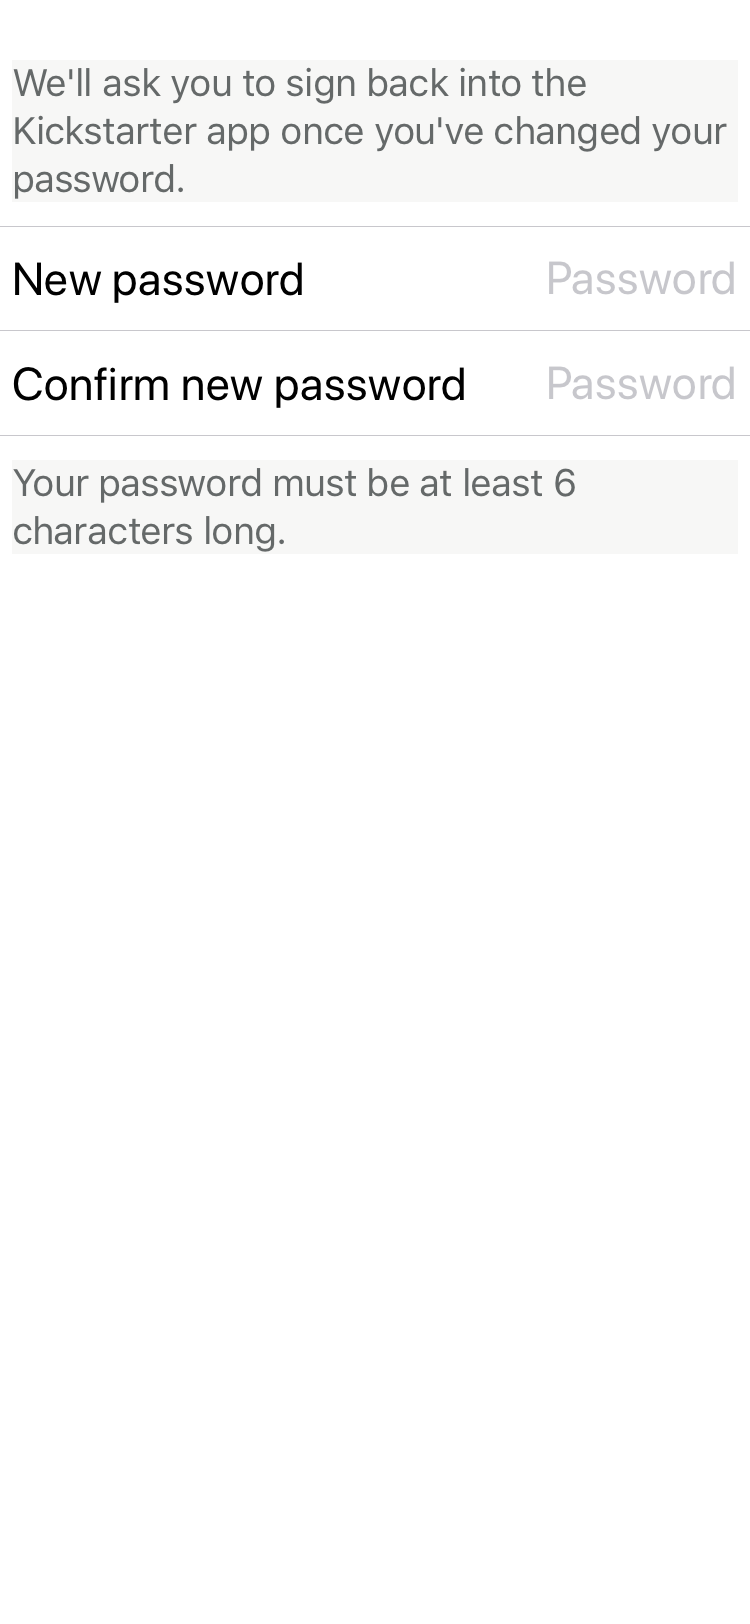 We'll ask you to sign back into the
Kickstarter app once you've changed your
password.
New password Password
Confirm new password Password
Your password must be at least 6
characters long.